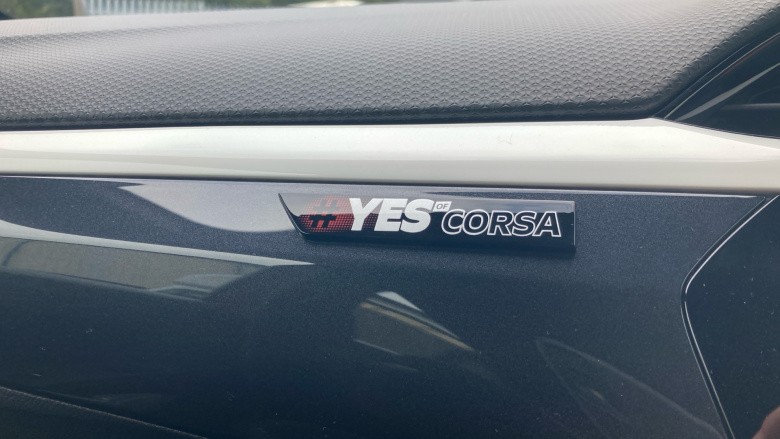 #YES OF CORSA